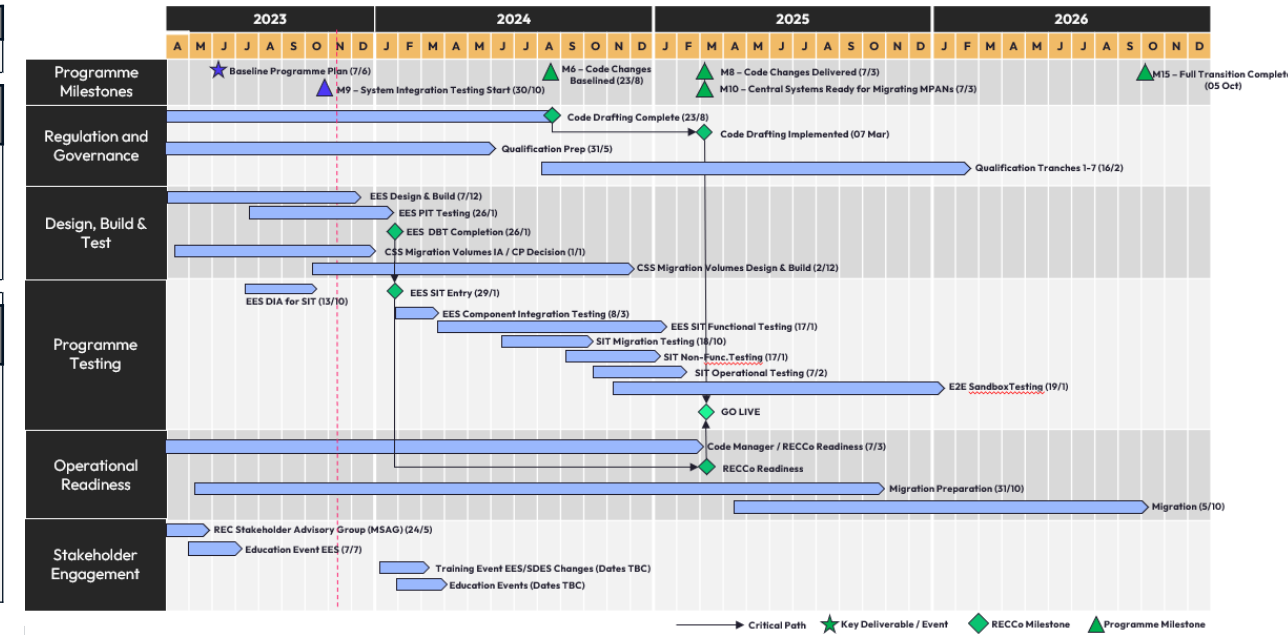 2023 2024 2025 2026
A M J J A S O N D J F M A M J J A S O N D J F M A M J J A S O N D J F M A M J J A S O N D
Programme
Milestones
Baseline Programme Plan (7/6)
M9 – System Integration Testing Start (30/10)
M6 – Code Changes
Baselined (23/8)
M8 – Code Changes Delivered (7/3)
M10 – Central Systems Ready for Migrating MPANs (7/3)
M15 – Full Transition Complete
(05 Oct)
Regulation and
Governance
Code Drafting Complete (23/8)
Code Drafting Implemented (07 Mar)
Qualification Prep (31/5)
Qualification Tranches 1-7 (16/2)
Design, Build &
Test
EES Design & Build (7/12)
EES PIT Testing (26/1)
EES DBT Completion (26/1)
CSS Migration Volumes IA / CP Decision (1/1)
CSS Migration Volumes Design & Build (2/12)
Programme
Testing
EES DIA for SIT (13/10)
EES SIT Entry (29/1)
EES Component Integration Testing (8/3)
EES SIT Functional Testing (17/1)
SIT Migration Testing (18/10)
SIT Non-Func.Testing (17/1)
SIT Operational Testing (7/2)
E2E SandboxTesting (19/1)
GO LIVE
Operational
Readiness
Code Manager / RECCo Readiness (7/3)
RECCo Readiness
Migration Preparation (31/10)
Migration (5/10)
Stakeholder
Engagement
REC Stakeholder Advisory Group (MSAG) (24/5)
Education Event EES (7/7)
Training Event EES/SDES Changes (Dates TBC)
Education Events (Dates TBC)
Critical Path
Key Deliverable / Event
RECCo Milestone
Programme Milestone